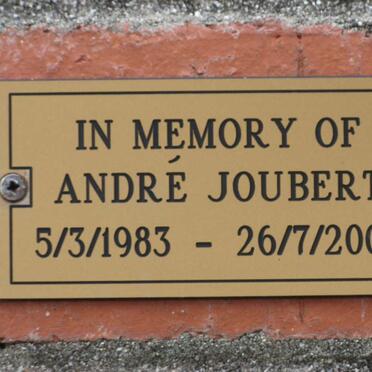 IN MEMORY OF
ANDRÉ JOUBERT
5/3/1983 - 26/7/200